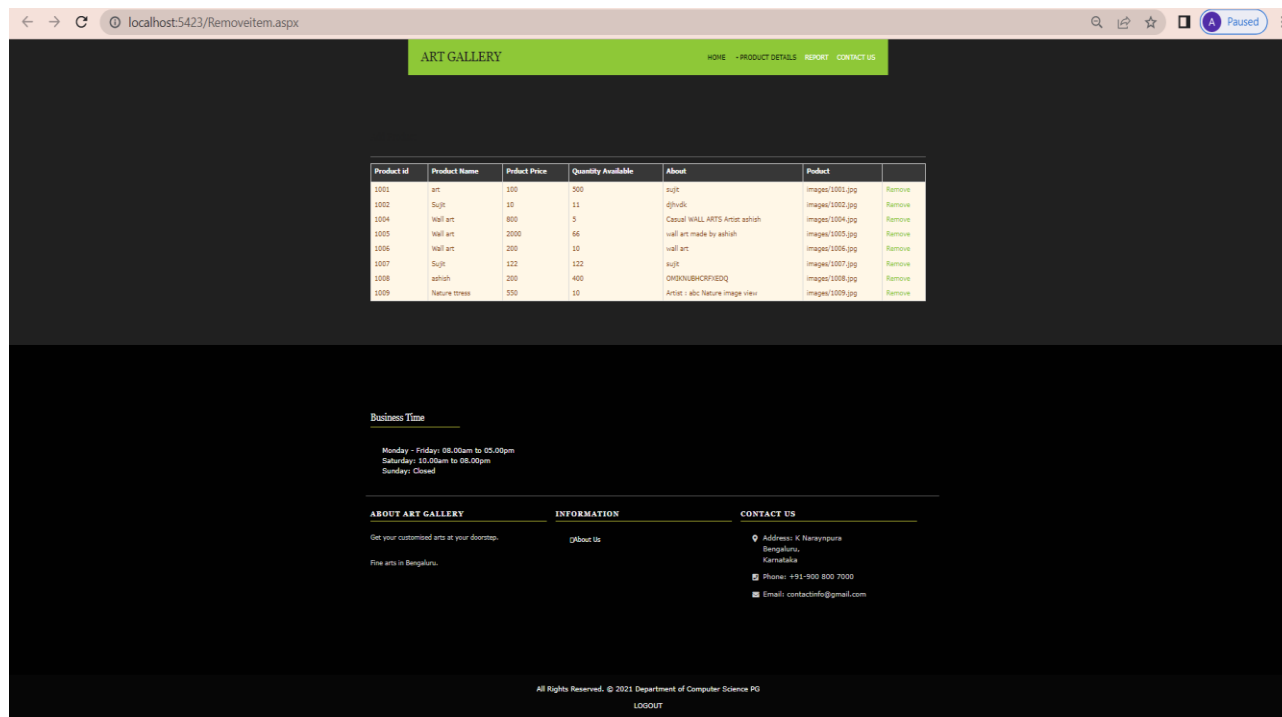 localhost:5423/Removeitem.aspx
A Paused
ART GALLERY
HOME - PRODUCT DETAILS REPORT CONTACT US
Product id Product Name Prduct Price Quantity Available About Poduct
1001 art 100 500 sujit images/1001.jpg Remove
1002 Sujit 10 11 djhvdk images/1002.jpg Remove
1004 Wall art 800 5 Casual WALL ARTS Artist ashish images/1004.jpg Remove
1005 Wall art 2000 66 wall art made by ashish images/1005.jpg Remove
1006 Wall art 200 10 wall art images/1006.jpg Remove
1007 Sujit 122 122 sujit images/1007.jpg Remove
1008 ashish 200 400 images/1008.jpg Remove
1009 Nature ttress 550 10 Artist : abc Nature image view images/1009.jpg Remove
Business Time
Monday - Friday: 08.00am to 05.00pm
Saturday: 10.00am to 08.00pm
Sunday: Closed
ABOUT ART GALLERY
Get your customised arts at your doorstep.
Fine arts in Bengaluru.
INFORMATION
About Us
CONTACT US
Address: K Naraynpura
Bengaluru,
Karnataka
Phone: +91-900 800 7000
Email: contactinfo@gmail.com
All Rights Reserved. © 2021 Department of Computer Science PG
LOGOUT